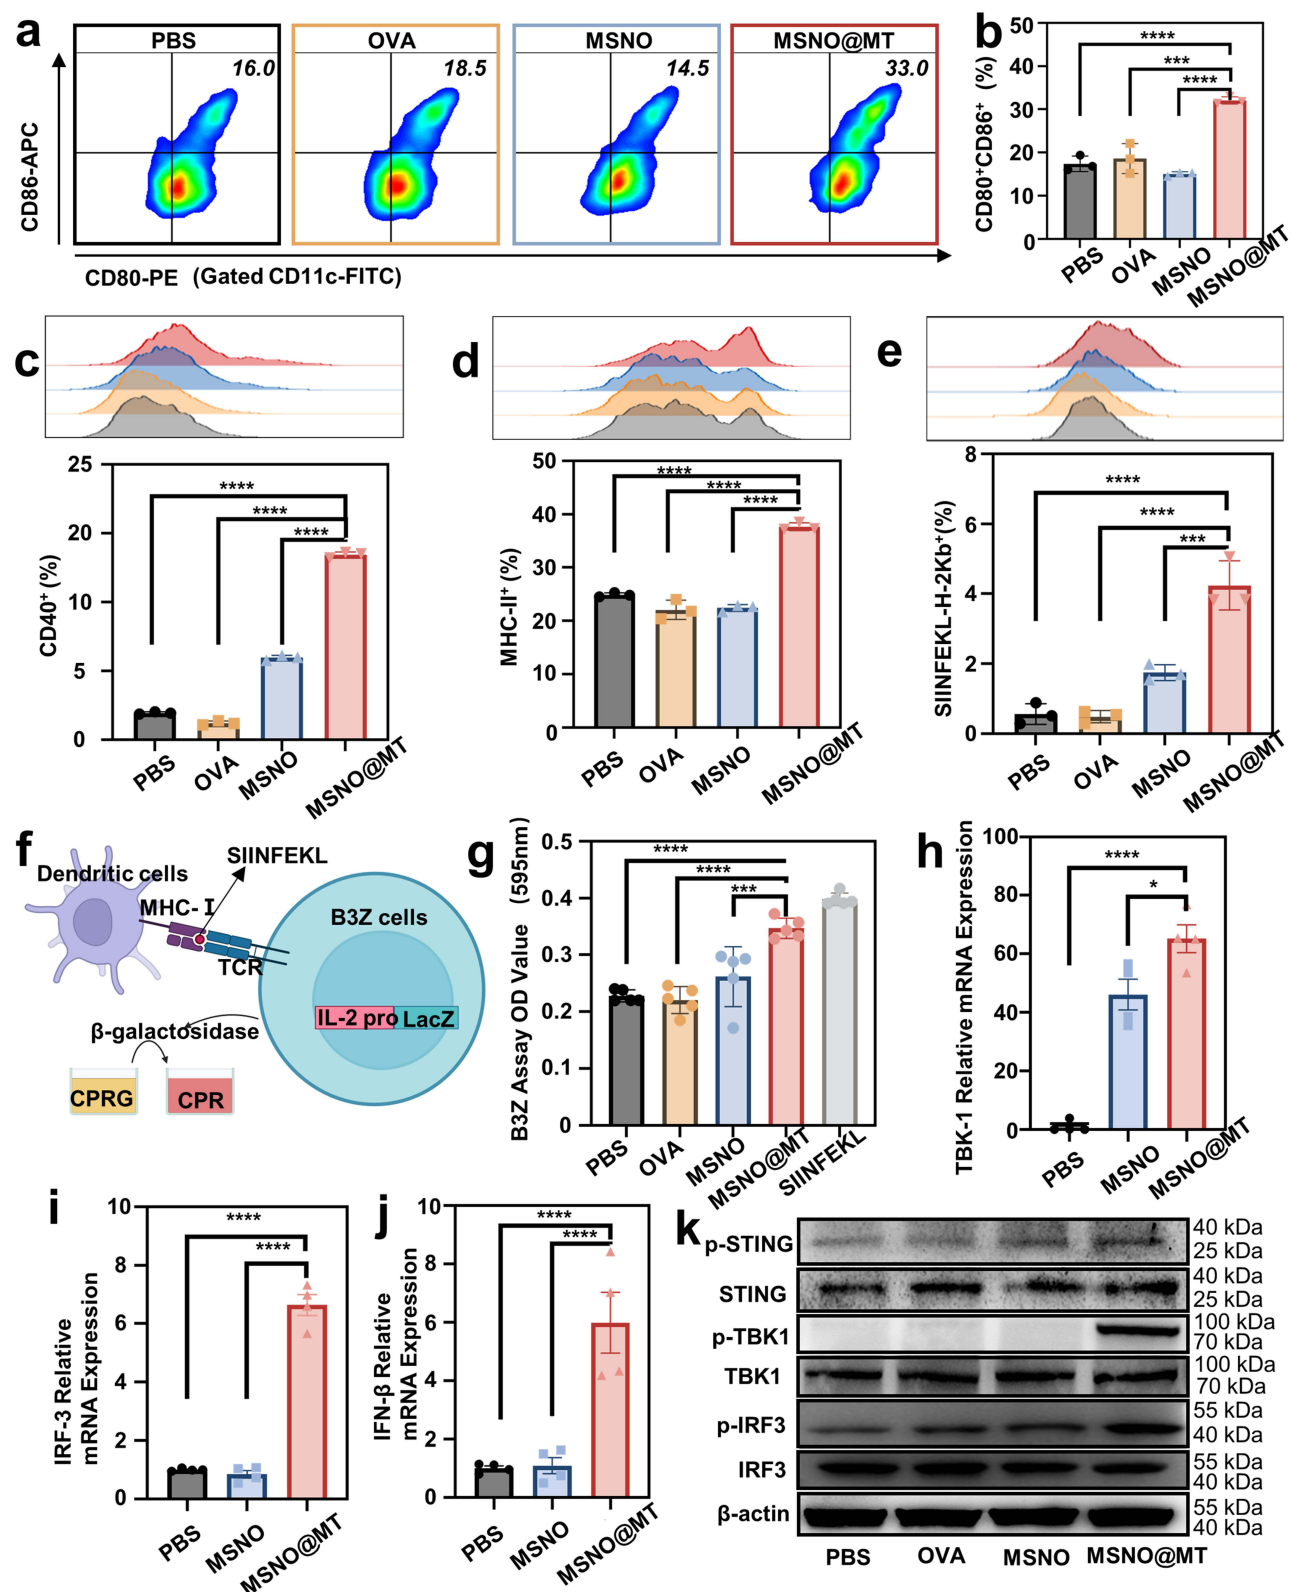 a
PBS
OVA
MSNO
MSNO@MT
16.0
18.5
14.5
33.0
CD86-APC
CD80-PE (Gated CD11c-FITC)
b
CD80⁺CD86⁺ (%)
50
40
30
20
10
0
****
***
****
PBS
OVA
MSNO
MSNO@MT
c
CD40⁺(%)
25
20
10
5
0
****
****
****
PBS
OVA
MSNO
MSNO@MT
d
MHC-II⁺ (%)
50
40
30
20
10
0
****
****
****
PBS
OVA
MSNO
MSNO@MT
e
SIINFEKL-H-2Kb⁺(%)
8
6
4
2
0
****
****
***
PBS
OVA
MSNO
MSNO@MT
f
SIINFEKL
Dendritic cells
MHC-I
TCR
B3Z cells
IL-2 pro LacZ
β-galactosidase
CPRG
CPR
g
B3Z Assay OD Value (595nm)
0.5
0.4
0.3
0.2
0.1
0
****
****
***
PBS
OVA
MSNO
MSNO@MT
SIINFEKL
h
TBK-1 Relative mRNA Expression
100
80
60
40
20
0
****
*
PBS
MSNO
MSNO@MT
i
IRF-3 Relative
mRNA Expression
10
8
6
4
2
0
****
****
PBS
MSNO
MSNO@MT
j
IFN-β Relative
mRNA Expression
10
8
6
4
2
0
****
****
PBS
MSNO
MSNO@MT
k
p-STING
40 kDa
25 kDa
STING
40 kDa
25 kDa
p-TBK1
100 kDa
70 kDa
TBK1
100 kDa
70 kDa
p-IRF3
55 kDa
40 kDa
IRF3
55 kDa
40 kDa
β-actin
55 kDa
40 kDa
PBS
OVA
MSNO
MSNO@MT